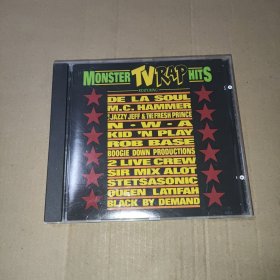 MONSTER TV RAP HITS
FEATURING
DE LA SOUL
M.C. HAMMER
JAZZY JEFF & THE FRESH PRINCE
N·W·A
KID 'N PLAY
ROB BASE
BOOGIE DOWN PRODUCTIONS
2 LIVE CREW
SIR MIX ALOT
STETSASONIC
QUEEN LATIFAH
BLACK BY DEMAND